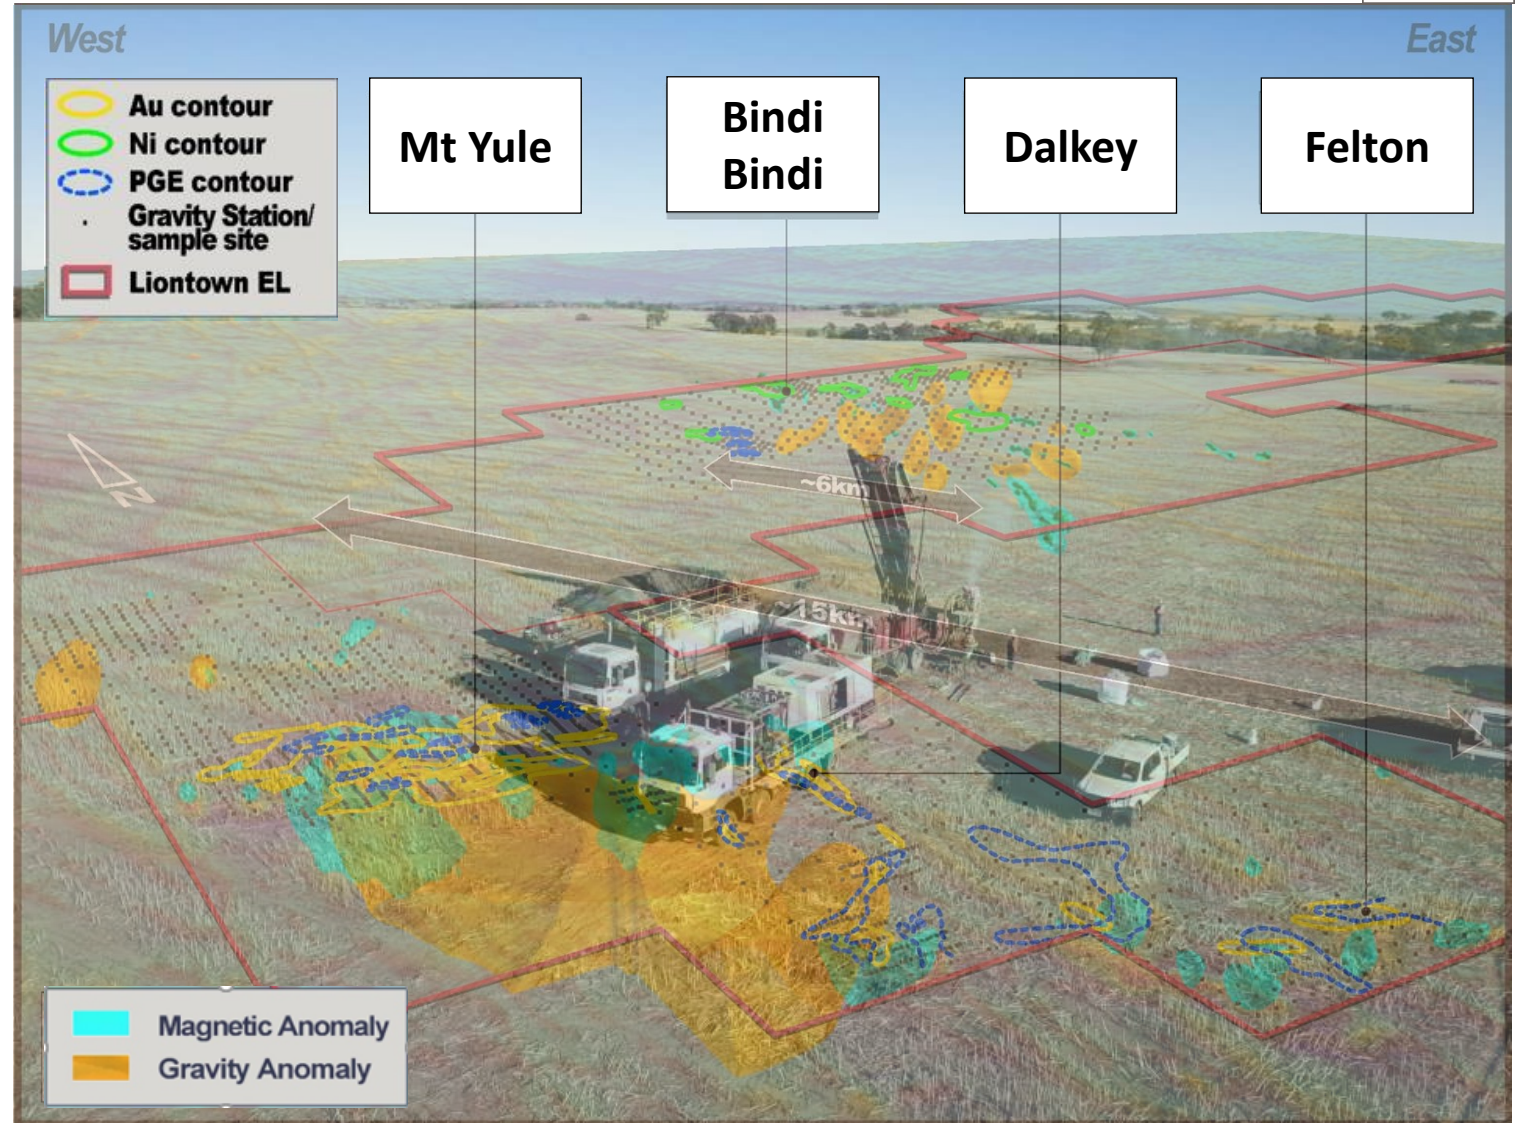 West
East
Au contour
Ni contour
PGE contour
Gravity Station/
sample site
Liontown EL
Mt Yule
Bindi
Bindi
Dalkey
Felton
N
~6km
~15km
Magnetic Anomaly
Gravity Anomaly